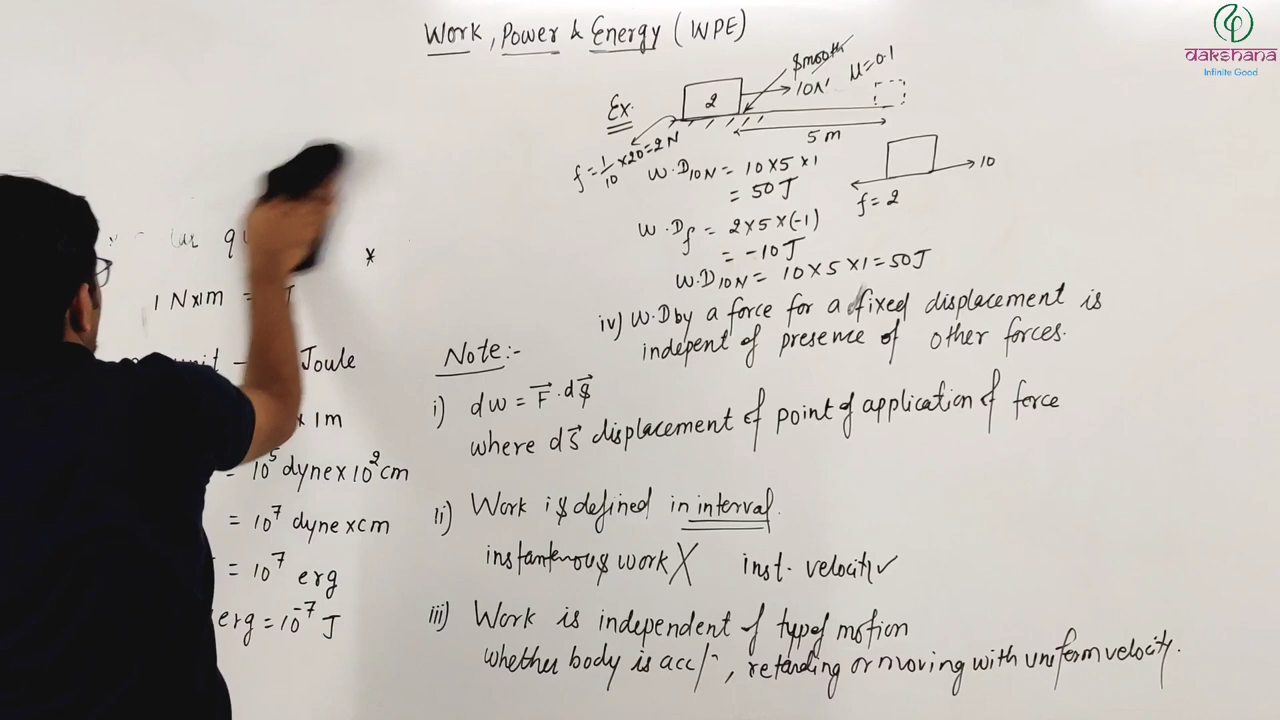 Work, Power & Energy (WPE)
dakshana
Infinite Good
Ex.
2
Smooth
10N
μ=0.1
5 m
f = 1/10 × 20 = 2 N
W.D10N = 10 × 5 × 1
= 50 J
10
f = 2
W.Df = 2 × 5 × (-1)
= -10 J
W.D10N = 10 × 5 × 1 = 50 J
iv) W.D by a force for a fixed displacement is
indepent of presence of other forces.
*
1 N×1m = J
unit - Joule
× 1m
= 10⁵ dyne × 10² cm
= 10⁷ dyne × cm
= 10⁷ erg
erg = 10⁻⁷ J
Note:-
i) dw = F⃗ . ds⃗
where ds⃗ displacement of point of application of force
ii) Work is defined in interval.
instantenous work X inst. velocity ✓
iii) Work is independent of type of motion
whether body is acc/n, retarding or moving with uniform velocity.